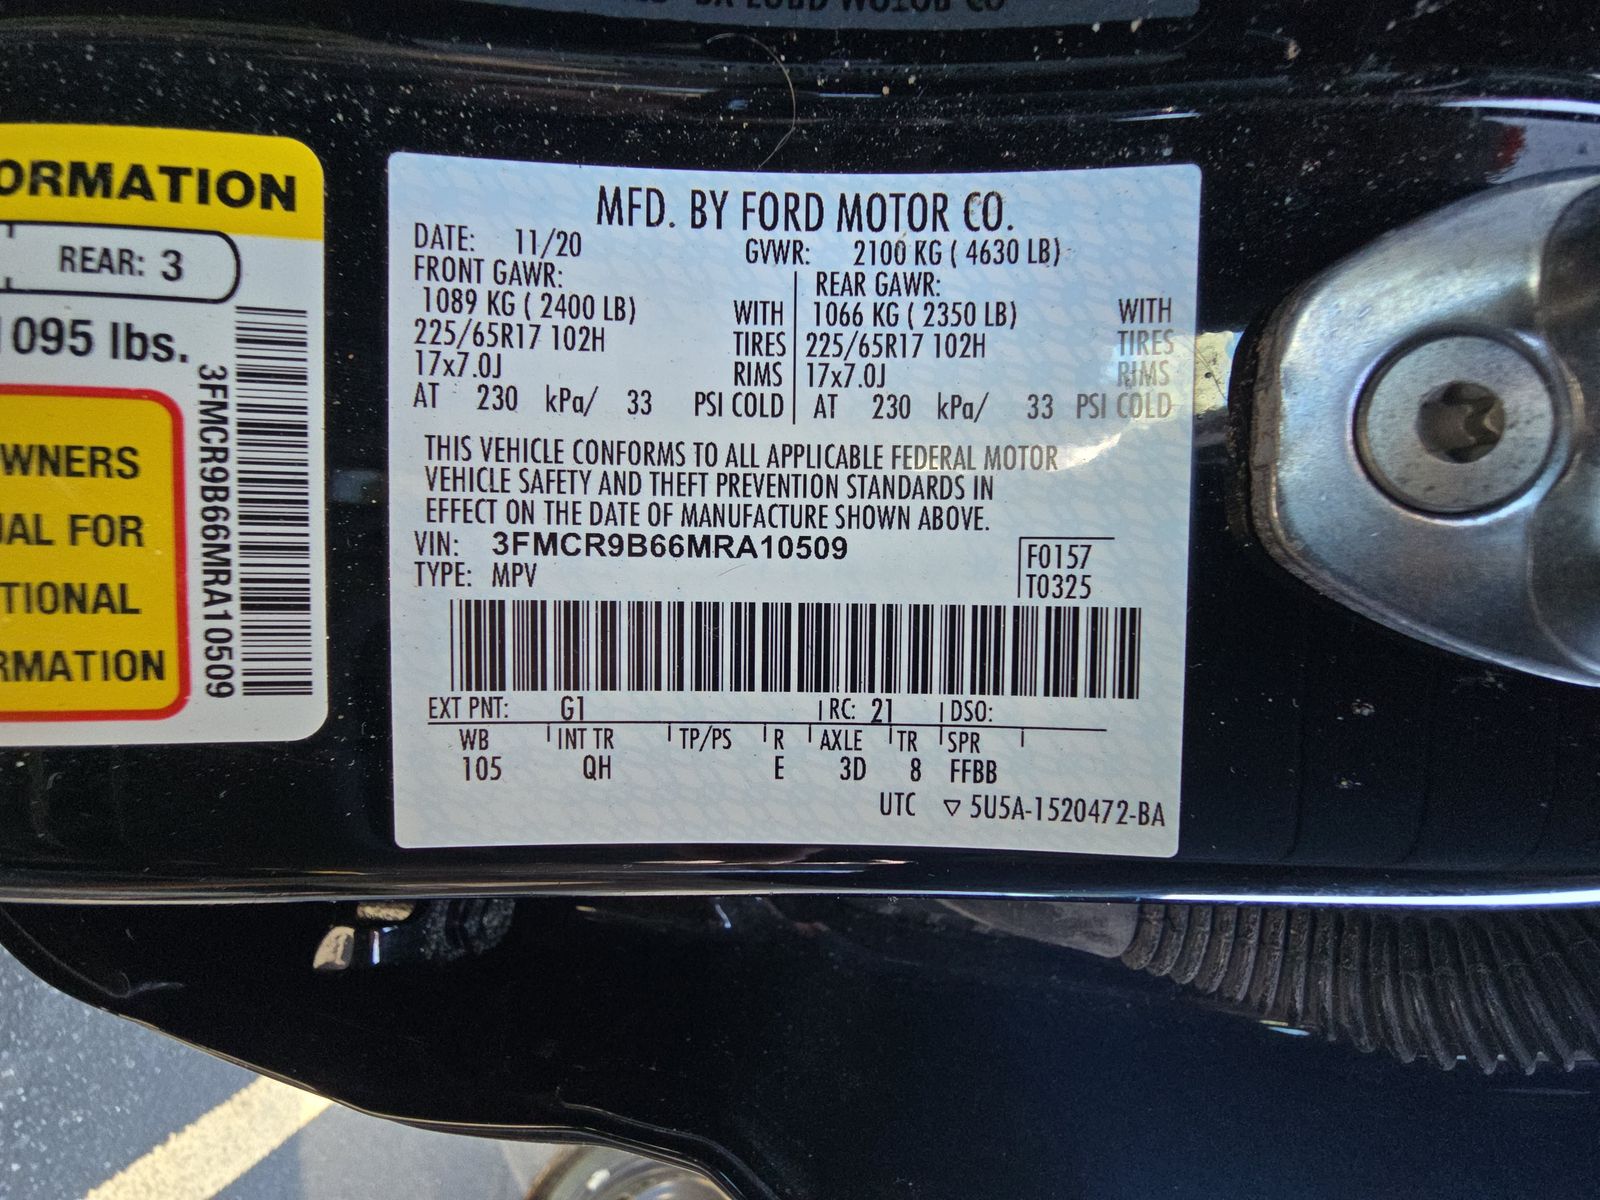 ORMATION
REAR: 3
1095 lbs.
WNERS
UAL FOR
TIONAL
RMATION
3FMCR9B66MRA10509
MFD. BY FORD MOTOR CO.
DATE: 11/20 GVWR: 2100 KG ( 4630 LB)
FRONT GAWR: REAR GAWR:
1089 KG ( 2400 LB) WITH 1066 KG ( 2350 LB) WITH
225/65R17 102H TIRES 225/65R17 102H TIRES
17x7.0J RIMS 17x7.0J RIMS
AT 230 kPa/ 33 PSI COLD AT 230 kPa/ 33 PSI COLD
THIS VEHICLE CONFORMS TO ALL APPLICABLE FEDERAL MOTOR
VEHICLE SAFETY AND THEFT PREVENTION STANDARDS IN
EFFECT ON THE DATE OF MANUFACTURE SHOWN ABOVE.
VIN: 3FMCR9B66MRA10509 F0157
TYPE: MPV T0325
EXT PNT: G1 RC: 21 DSO:
WB INT TR TP/PS R AXLE TR SPR
105 QH E 3D 8 FFBB
UTC ▽ 5U5A-1520472-BA